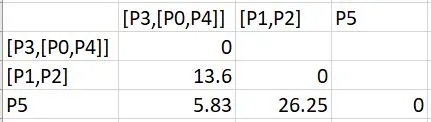 [P3,[P0,P4]] [P1,P2] P5
[P3,[P0,P4]] 0
[P1,P2] 13.6 0
P5 5.83 26.25 0